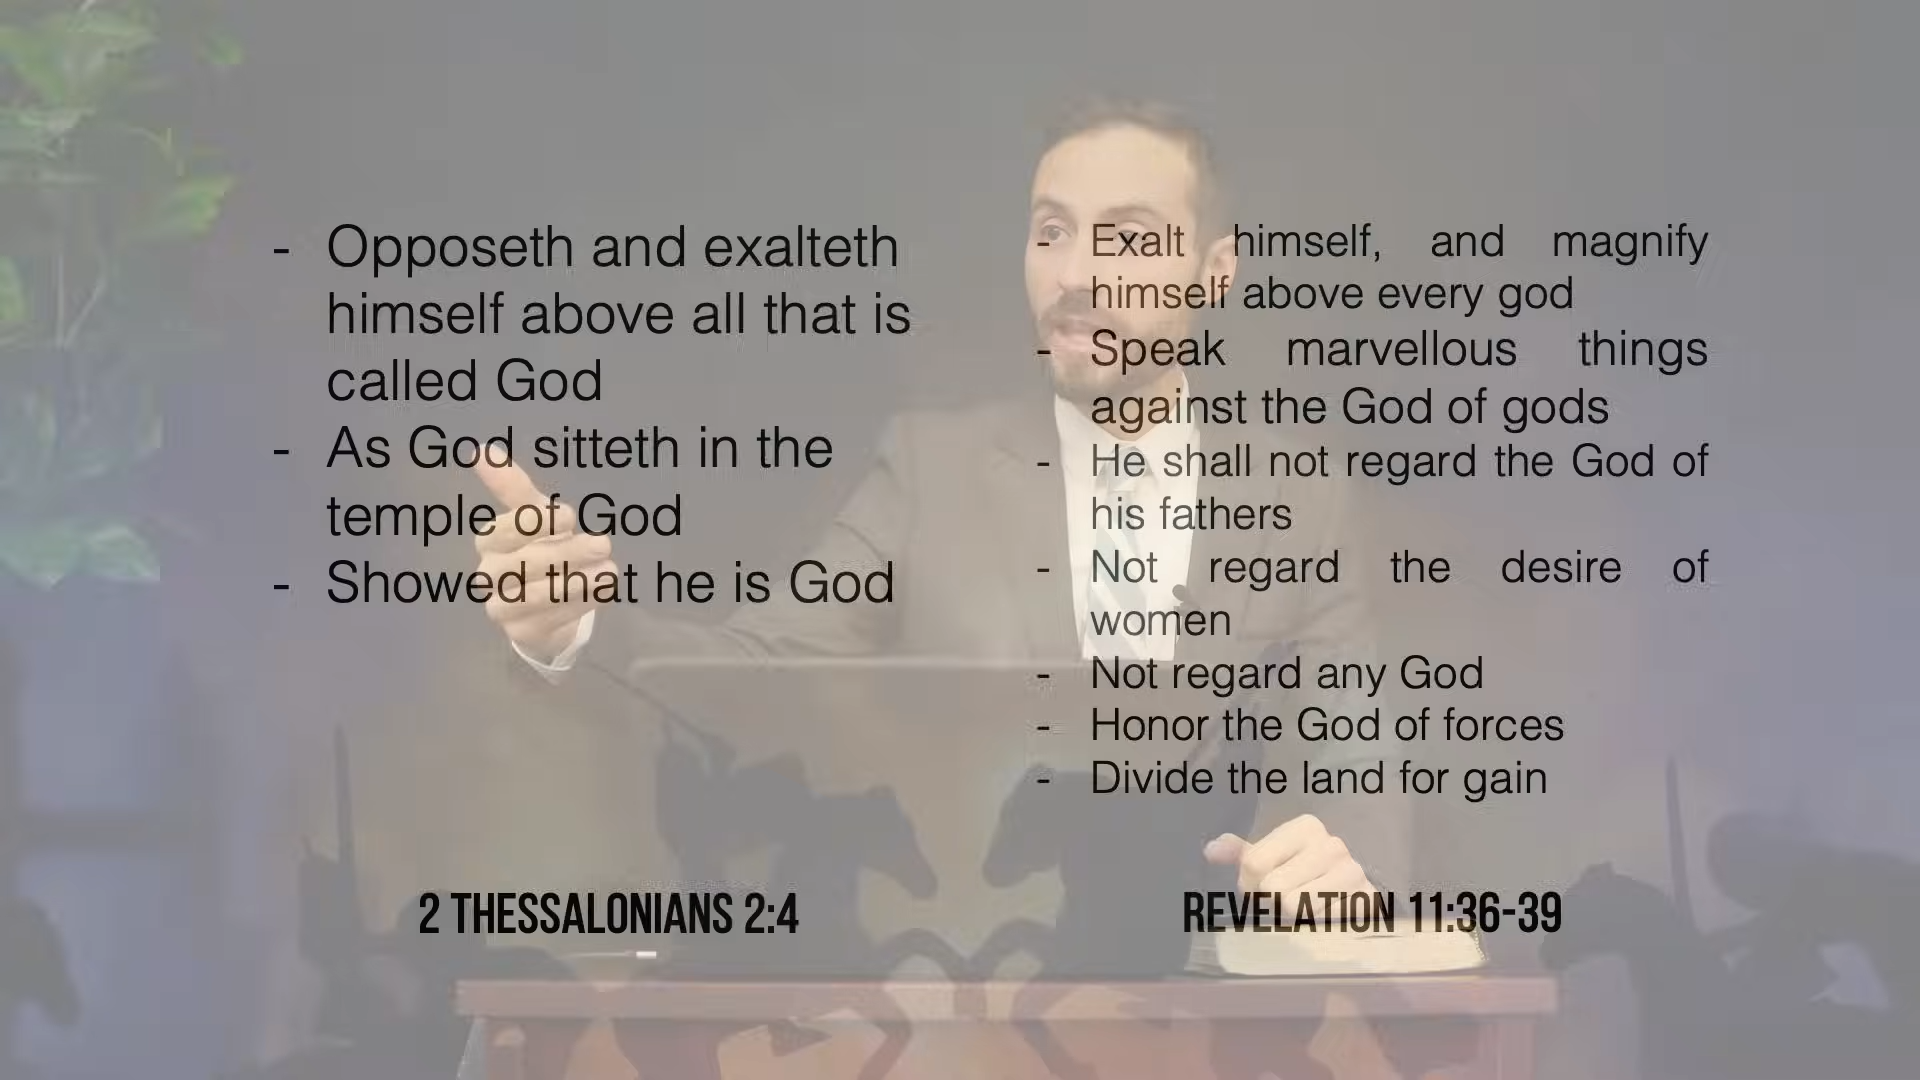 - Opposeth and exalteth
himself above all that is
called God
- As God sitteth in the
temple of God
- Showed that he is God
2 THESSALONIANS 2:4
- Exalt himself, and magnify
himself above every god
- Speak marvellous things
against the God of gods
- He shall not regard the God of
his fathers
- Not regard the desire of
women
- Not regard any God
- Honor the God of forces
- Divide the land for gain
REVELATION 11:36-39